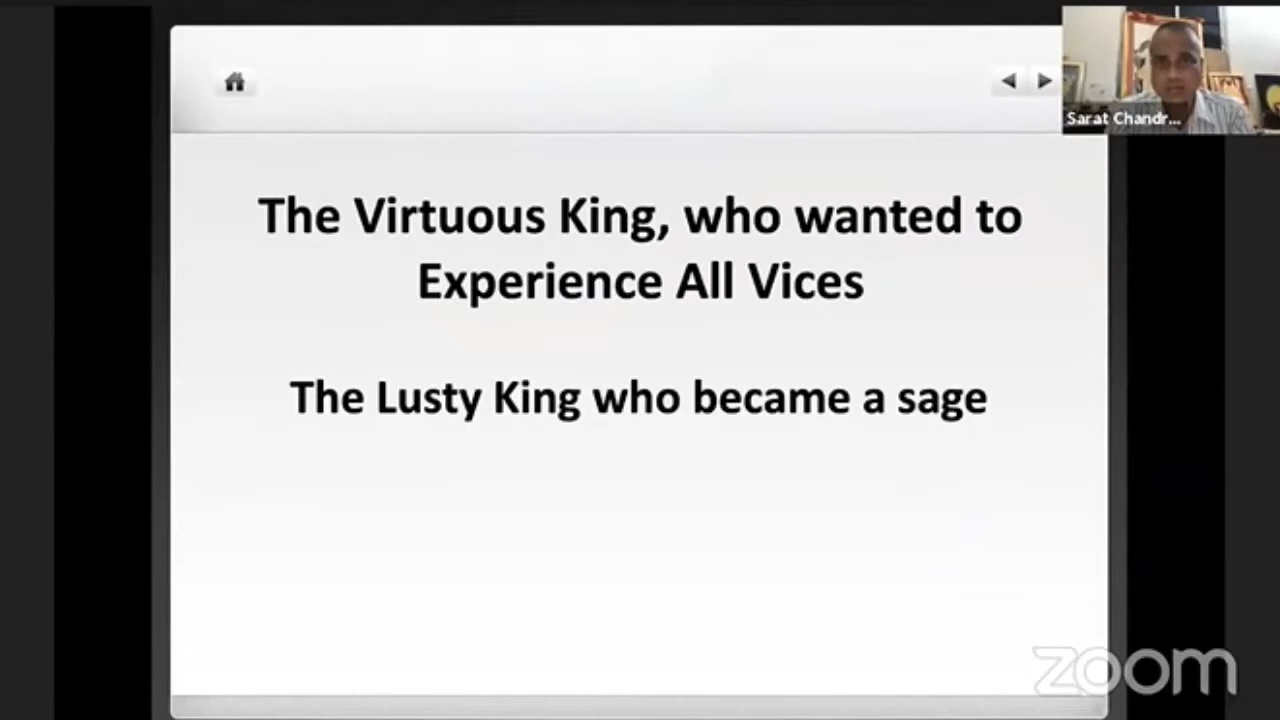 Sarat Chandr...
The Virtuous King, who wanted to
Experience All Vices
The Lusty King who became a sage
zoom